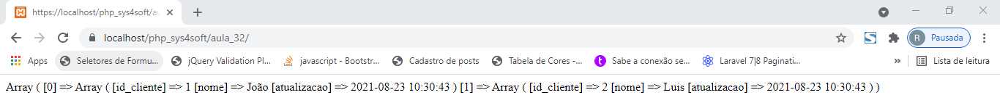 https://localhost/php_sys4soft/au
localhost/php_sys4soft/aula_32/
R Pausada
Apps Seletores de Formu... jQuery Validation Pl... javascript - Bootstr... Cadastro de posts Tabela de Cores -... t Sabe a conexão se... Laravel 7|8 Paginati... » Lista de leitura
Array ( [0] => Array ( [id_cliente] => 1 [nome] => João [atualizacao] => 2021-08-23 10:30:43 ) [1] => Array ( [id_cliente] => 2 [nome] => Luis [atualizacao] => 2021-08-23 10:30:43 ) )